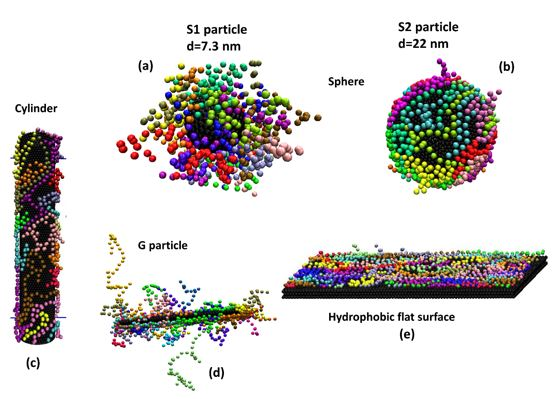 S1 particle
d=7.3 nm
(a)
S2 particle
d=22 nm
(b)
Sphere
Cylinder
(c)
G particle
(d)
Hydrophobic flat surface
(e)